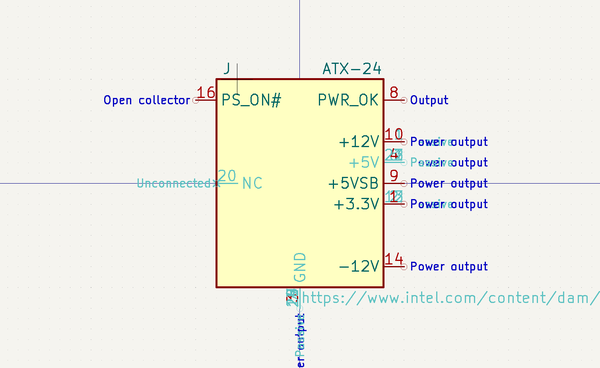 J
ATX-24
Open collector
16
PS_ON#
PWR_OK
8
Output
+12V
10
Power output
+5V
4
Power output
Unconnected
20
NC
+5VSB
9
Power output
+3.3V
1
Power output
-12V
14
Power output
GND
https://www.intel.com/content/dam/
er output